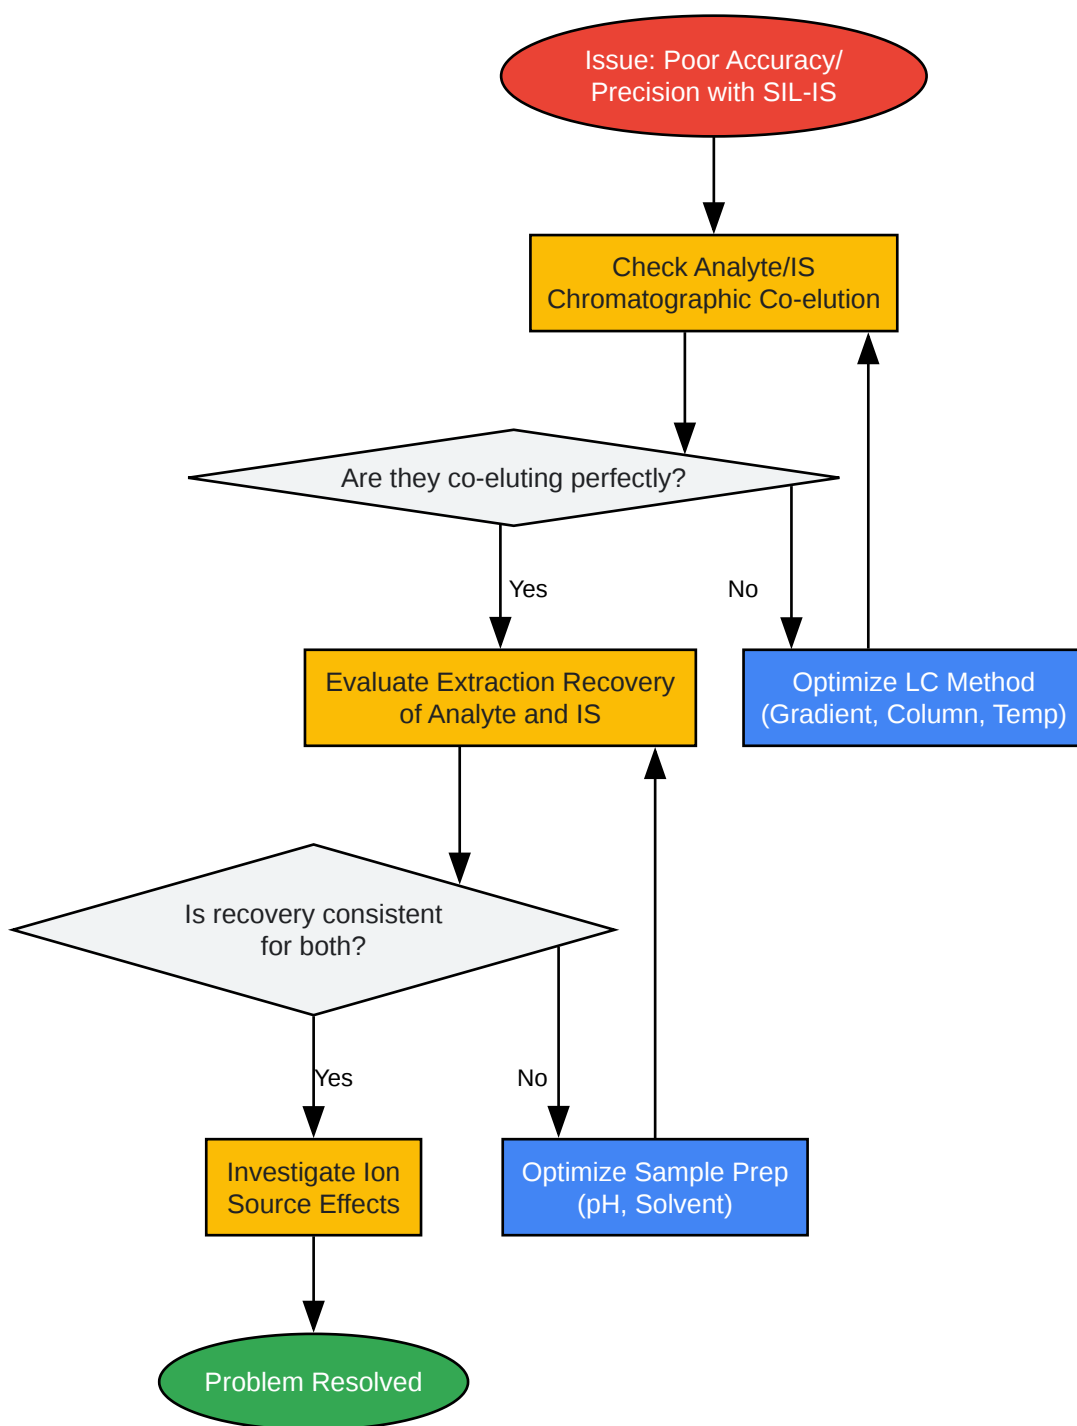 Issue: Poor Accuracy/
Precision with SIL-IS
Check Analyte/IS
Chromatographic Co-elution
Are they co-eluting perfectly?
Yes
No
Evaluate Extraction Recovery
of Analyte and IS
Optimize LC Method
(Gradient, Column, Temp)
Is recovery consistent
for both?
Yes
No
Investigate Ion
Source Effects
Optimize Sample Prep
(pH, Solvent)
Problem Resolved